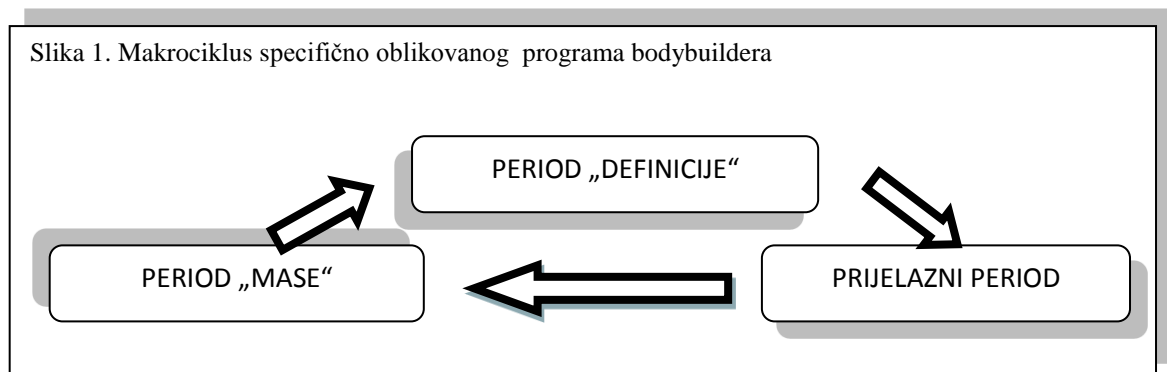 Slika 1. Makrociklus specifično oblikovanog  programa bodybuildera
PERIOD „DEFINICIJE“
PERIOD „MASE“
PRIJELAZNI PERIOD